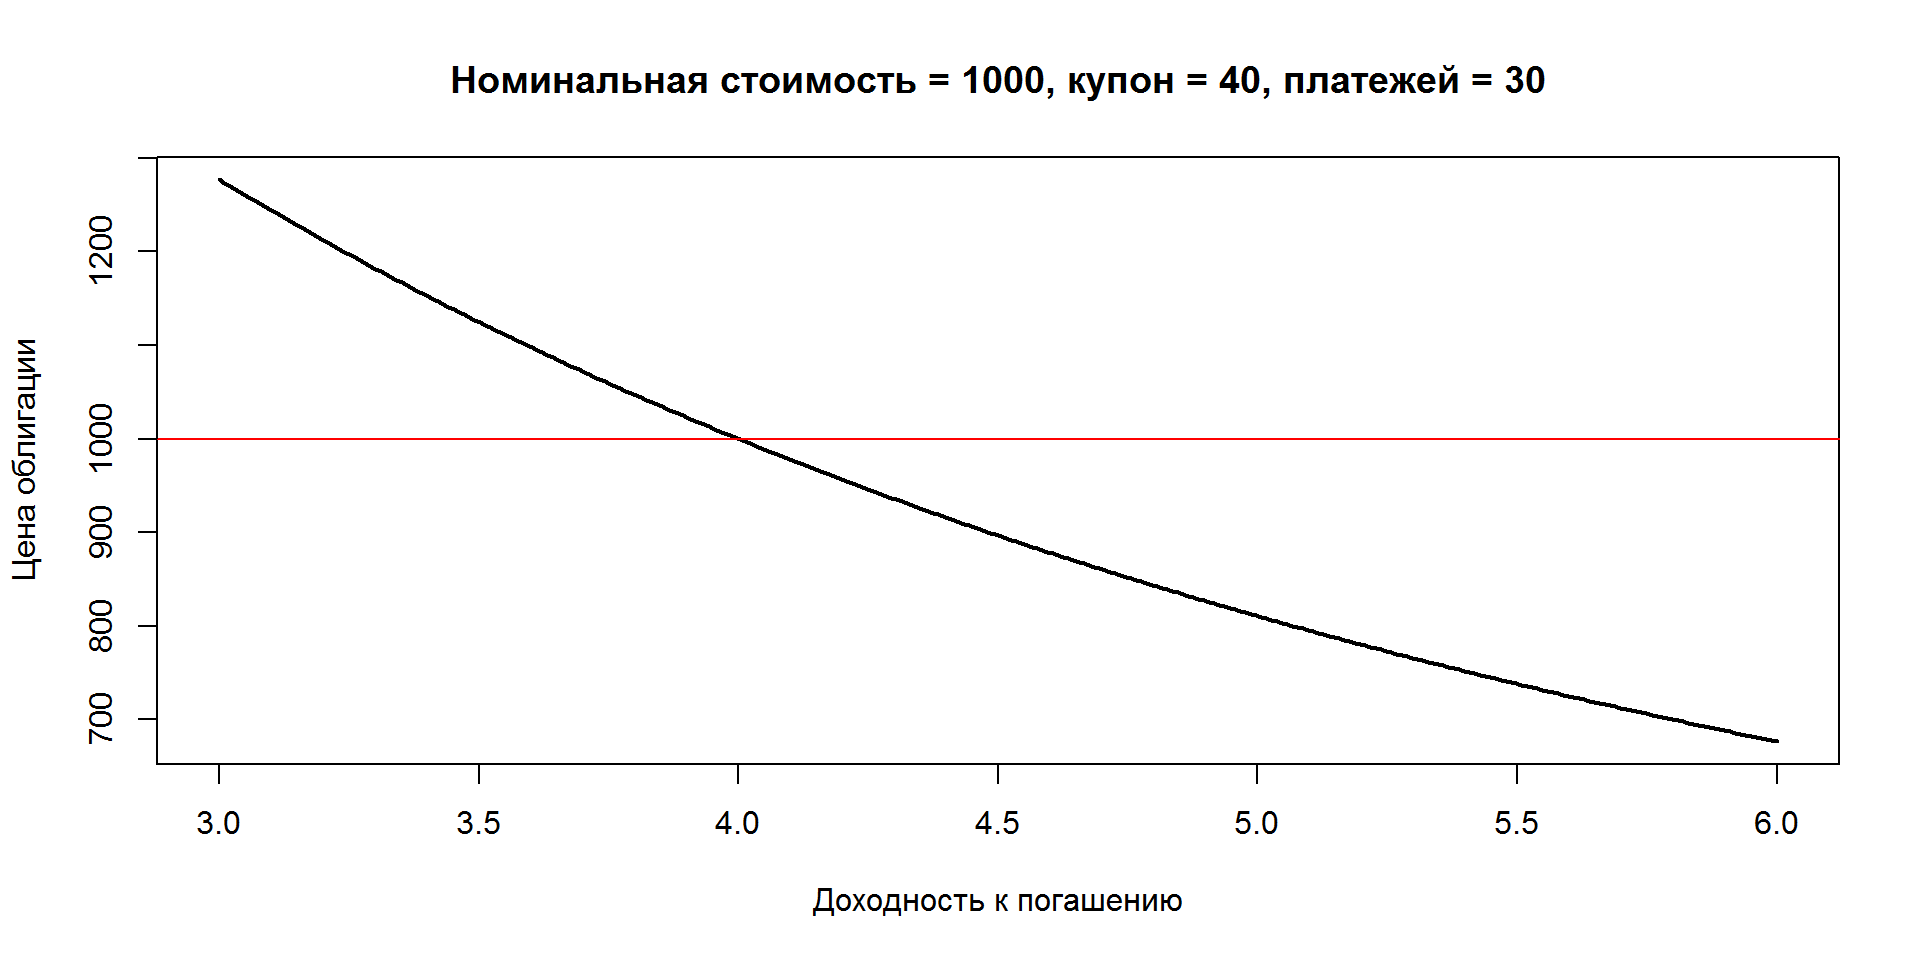 Номинальная стоимость = 1000, купон = 40, платежей = 30
Цена облигации
1200
1000
900
800
700
3.0 3.5 4.0 4.5 5.0 5.5 6.0
Доходность к погашению